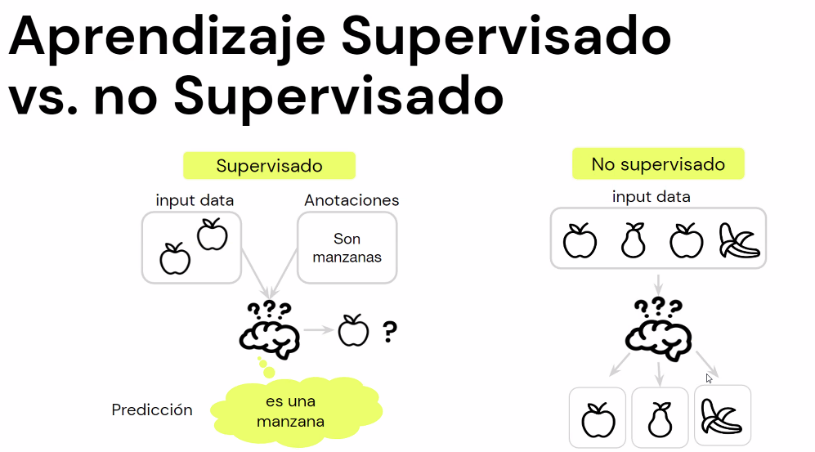 Aprendizaje Supervisado
vs. no Supervisado
Supervisado
input data
Anotaciones
Son
manzanas
? ? ?
?
Predicción
es una
manzana
No supervisado
input data
? ? ?